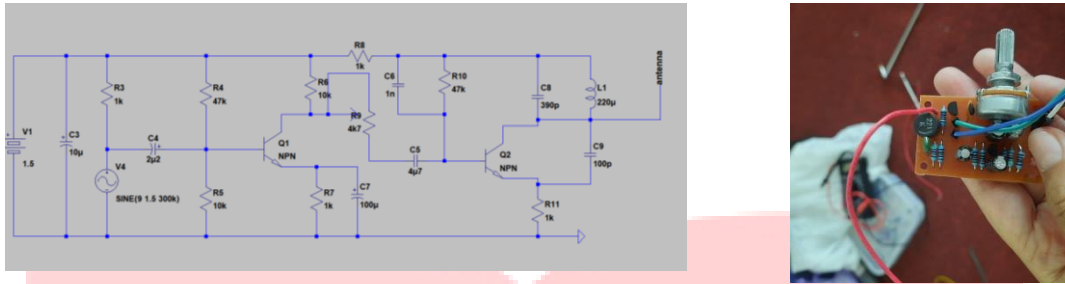 R8
1k
antenna
R3
1k
R4
47k
R6
10k
C6
1n
R10
47k
C8
390p
L1
220µ
V1
1.5
C3
10µ
C4
2µ2
R9
4k7
Q1
NPN
C5
4µ7
Q2
NPN
C9
100p
V4
SINE(9 1.5 300k)
R5
10k
R7
1k
C7
100µ
R11
1k